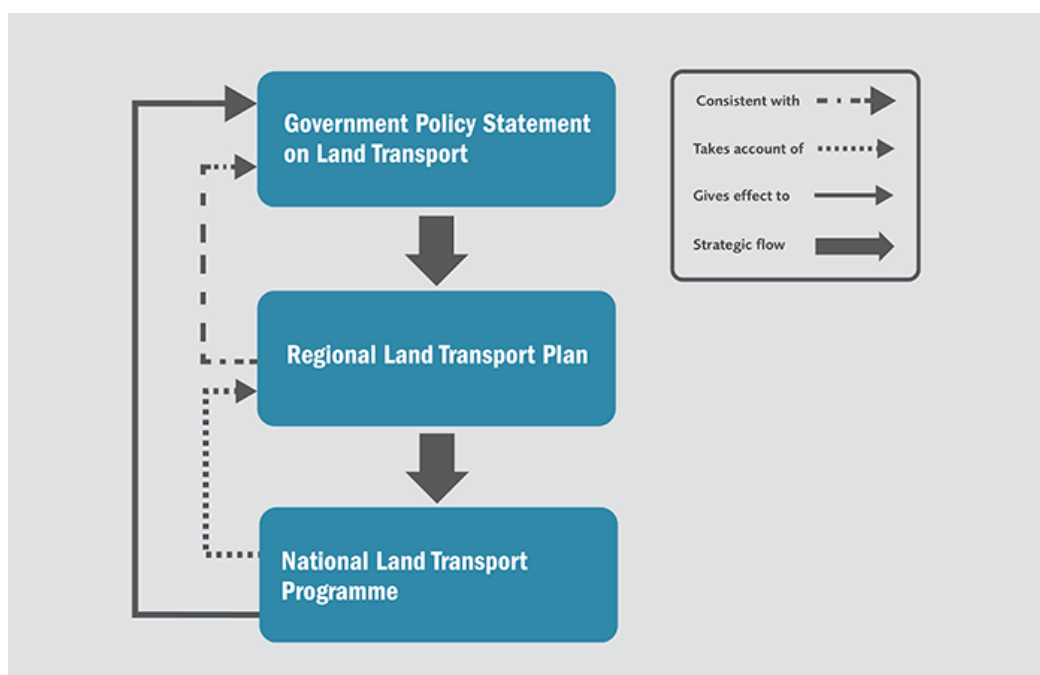 Government Policy Statement
on Land Transport
Consistent with
Takes account of
Gives effect to
Strategic flow
Regional Land Transport Plan
National Land Transport
Programme